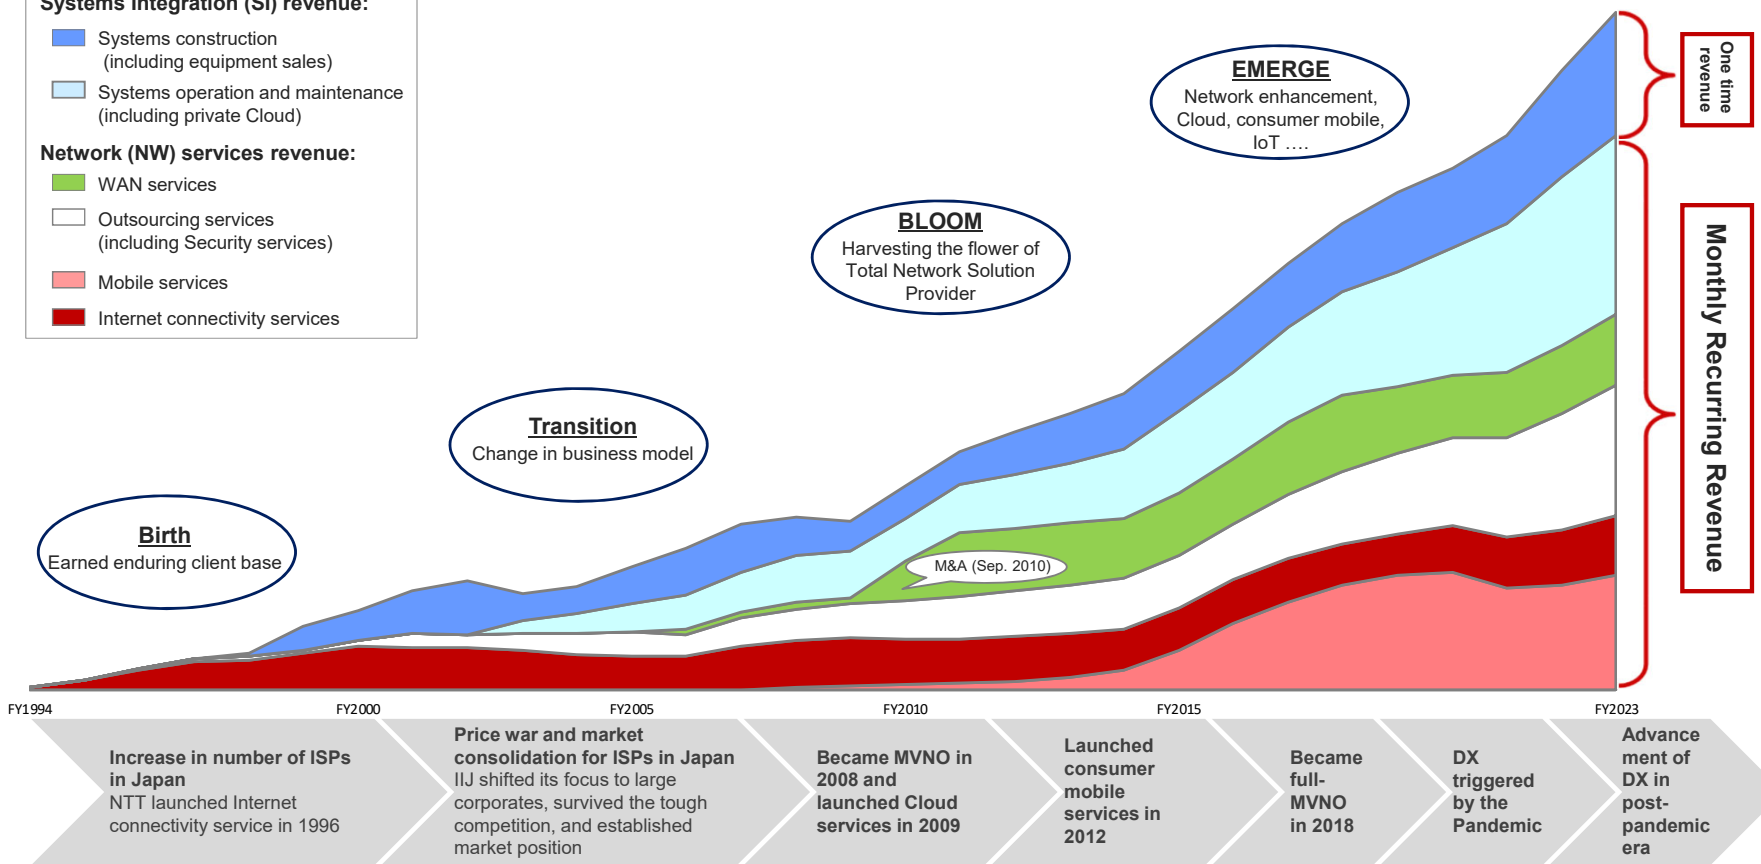 Systems Integration (SI) revenue:
Systems construction
(including equipment sales)
Systems operation and maintenance
(including private Cloud)
Network (NW) services revenue:
WAN services
Outsourcing services
(including Security services)
Mobile services
Internet connectivity services
Birth
Earned enduring client base
Transition
Change in business model
BLOOM
Harvesting the flower of
Total Network Solution
Provider
EMERGE
Network enhancement,
Cloud, consumer mobile,
IoT ....
M&A (Sep. 2010)
One time
revenue
Monthly Recurring Revenue
FY1994
FY2000
FY2005
FY2010
FY2015
FY2023
Increase in number of ISPs
in Japan
NTT launched Internet
connectivity service in 1996
Price war and market
consolidation for ISPs in Japan
IIJ shifted its focus to large
corporates, survived the tough
competition, and established
market position
Became MVNO in
2008 and
launched Cloud
services in 2009
Launched
consumer
mobile
services in
2012
Became
full-
MVNO
in 2018
DX
triggered
by the
Pandemic
Advance
ment of
DX in
post-
pandemic
era